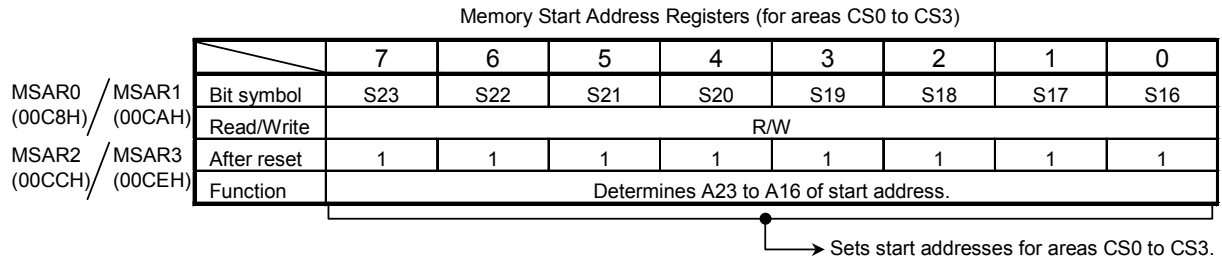 Memory Start Address Registers (for areas CS0 to CS3)
7 6 5 4 3 2 1 0
MSAR0 / MSAR1 Bit symbol S23 S22 S21 S20 S19 S18 S17 S16
(00C8H) (00CAH) Read/Write R/W
MSAR2 / MSAR3 After reset 1 1 1 1 1 1 1 1
(00CCH) (00CEH) Function Determines A23 to A16 of start address.
Sets start addresses for areas CS0 to CS3.